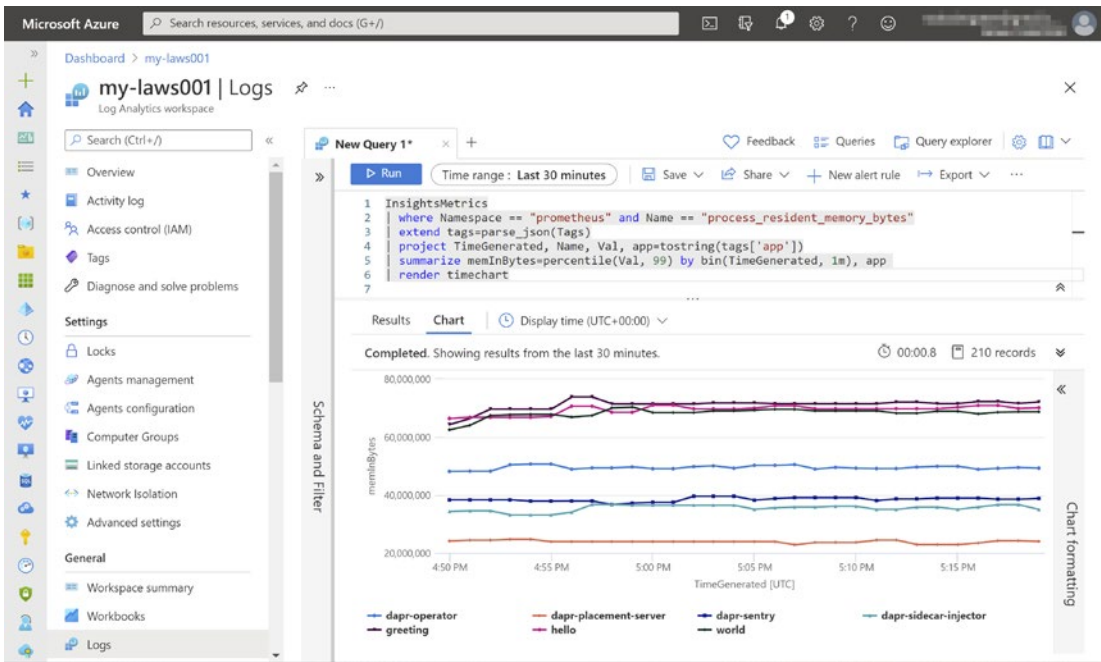 Microsoft Azure
Search resources, services, and docs (G+/)
1
Dashboard > my-laws001
my-laws001 | Logs
Log Analytics workspace
Search (Ctrl+/)
Overview
Activity log
Access control (IAM)
Tags
Diagnose and solve problems
Settings
Locks
Agents management
Agents configuration
Computer Groups
Linked storage accounts
Network Isolation
Advanced settings
General
Workspace summary
Workbooks
Logs
New Query 1*
Feedback
Queries
Query explorer
Run
Time range : Last 30 minutes
Save
Share
New alert rule
Export
1 InsightsMetrics
2 | where Namespace == "prometheus" and Name == "process_resident_memory_bytes"
3 | extend tags=parse_json(Tags)
4 | project TimeGenerated, Name, Val, app=tostring(tags['app'])
5 | summarize memInBytes=percentile(Val, 99) by bin(TimeGenerated, 1m), app
6 | render timechart
7
Schema and Filter
Results
Chart
Display time (UTC+00:00)
Completed. Showing results from the last 30 minutes.
00:00.8
210 records
80,000,000
60,000,000
40,000,000
20,000,000
memInBytes
4:50 PM
4:55 PM
5:00 PM
5:05 PM
5:10 PM
5:15 PM
TimeGenerated [UTC]
dapr-operator
dapr-placement-server
dapr-sentry
dapr-sidecar-injector
greeting
hello
world
Chart formatting